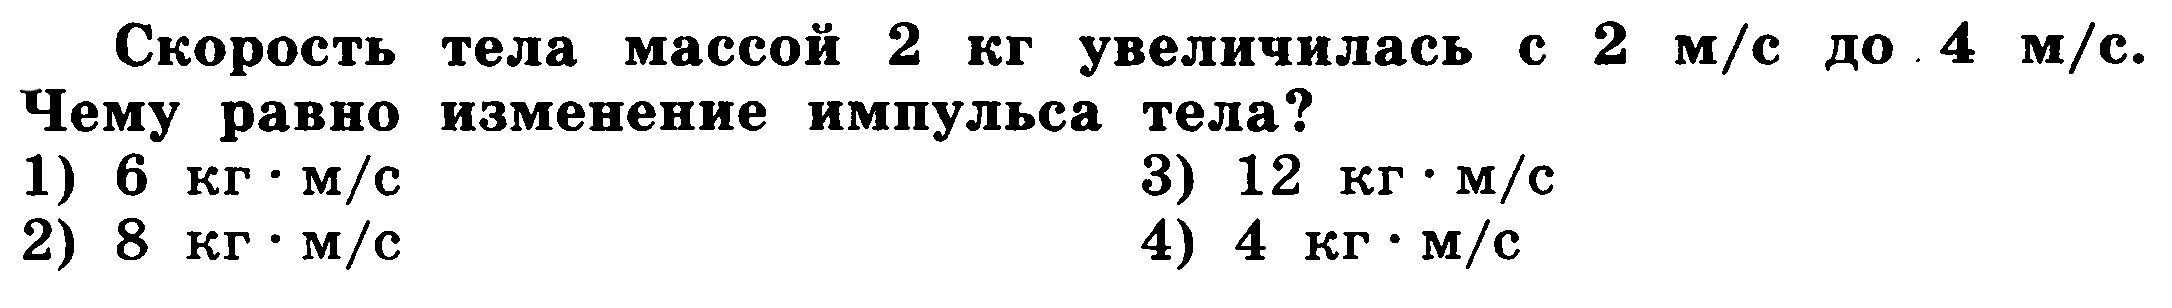 Скорость тела массой 2 кг увеличилась с 2 м/с до 4 м/с.
Чему равно изменение импульса тела?
1) 6 кг · м/с 3) 12 кг · м/с
2) 8 кг · м/с 4) 4 кг · м/с